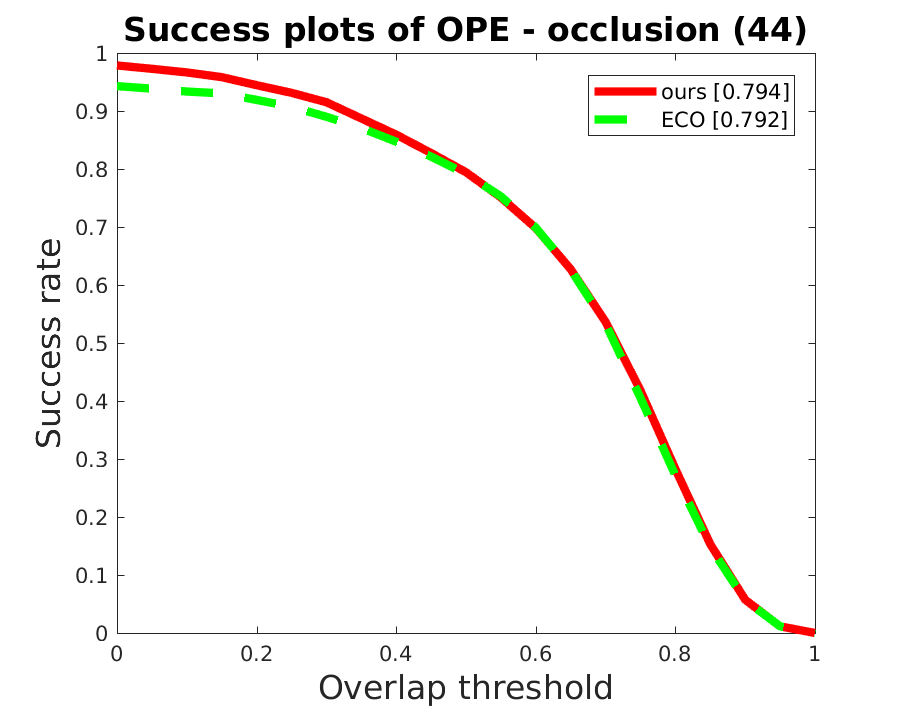 Success plots of OPE - occlusion (44)
ours [0.794]
ECO [0.792]
Success rate
1
0.9
0.8
0.7
0.6
0.5
0.4
0.3
0.2
0.1
0
0 0.2 0.4 0.6 0.8 1
Overlap threshold